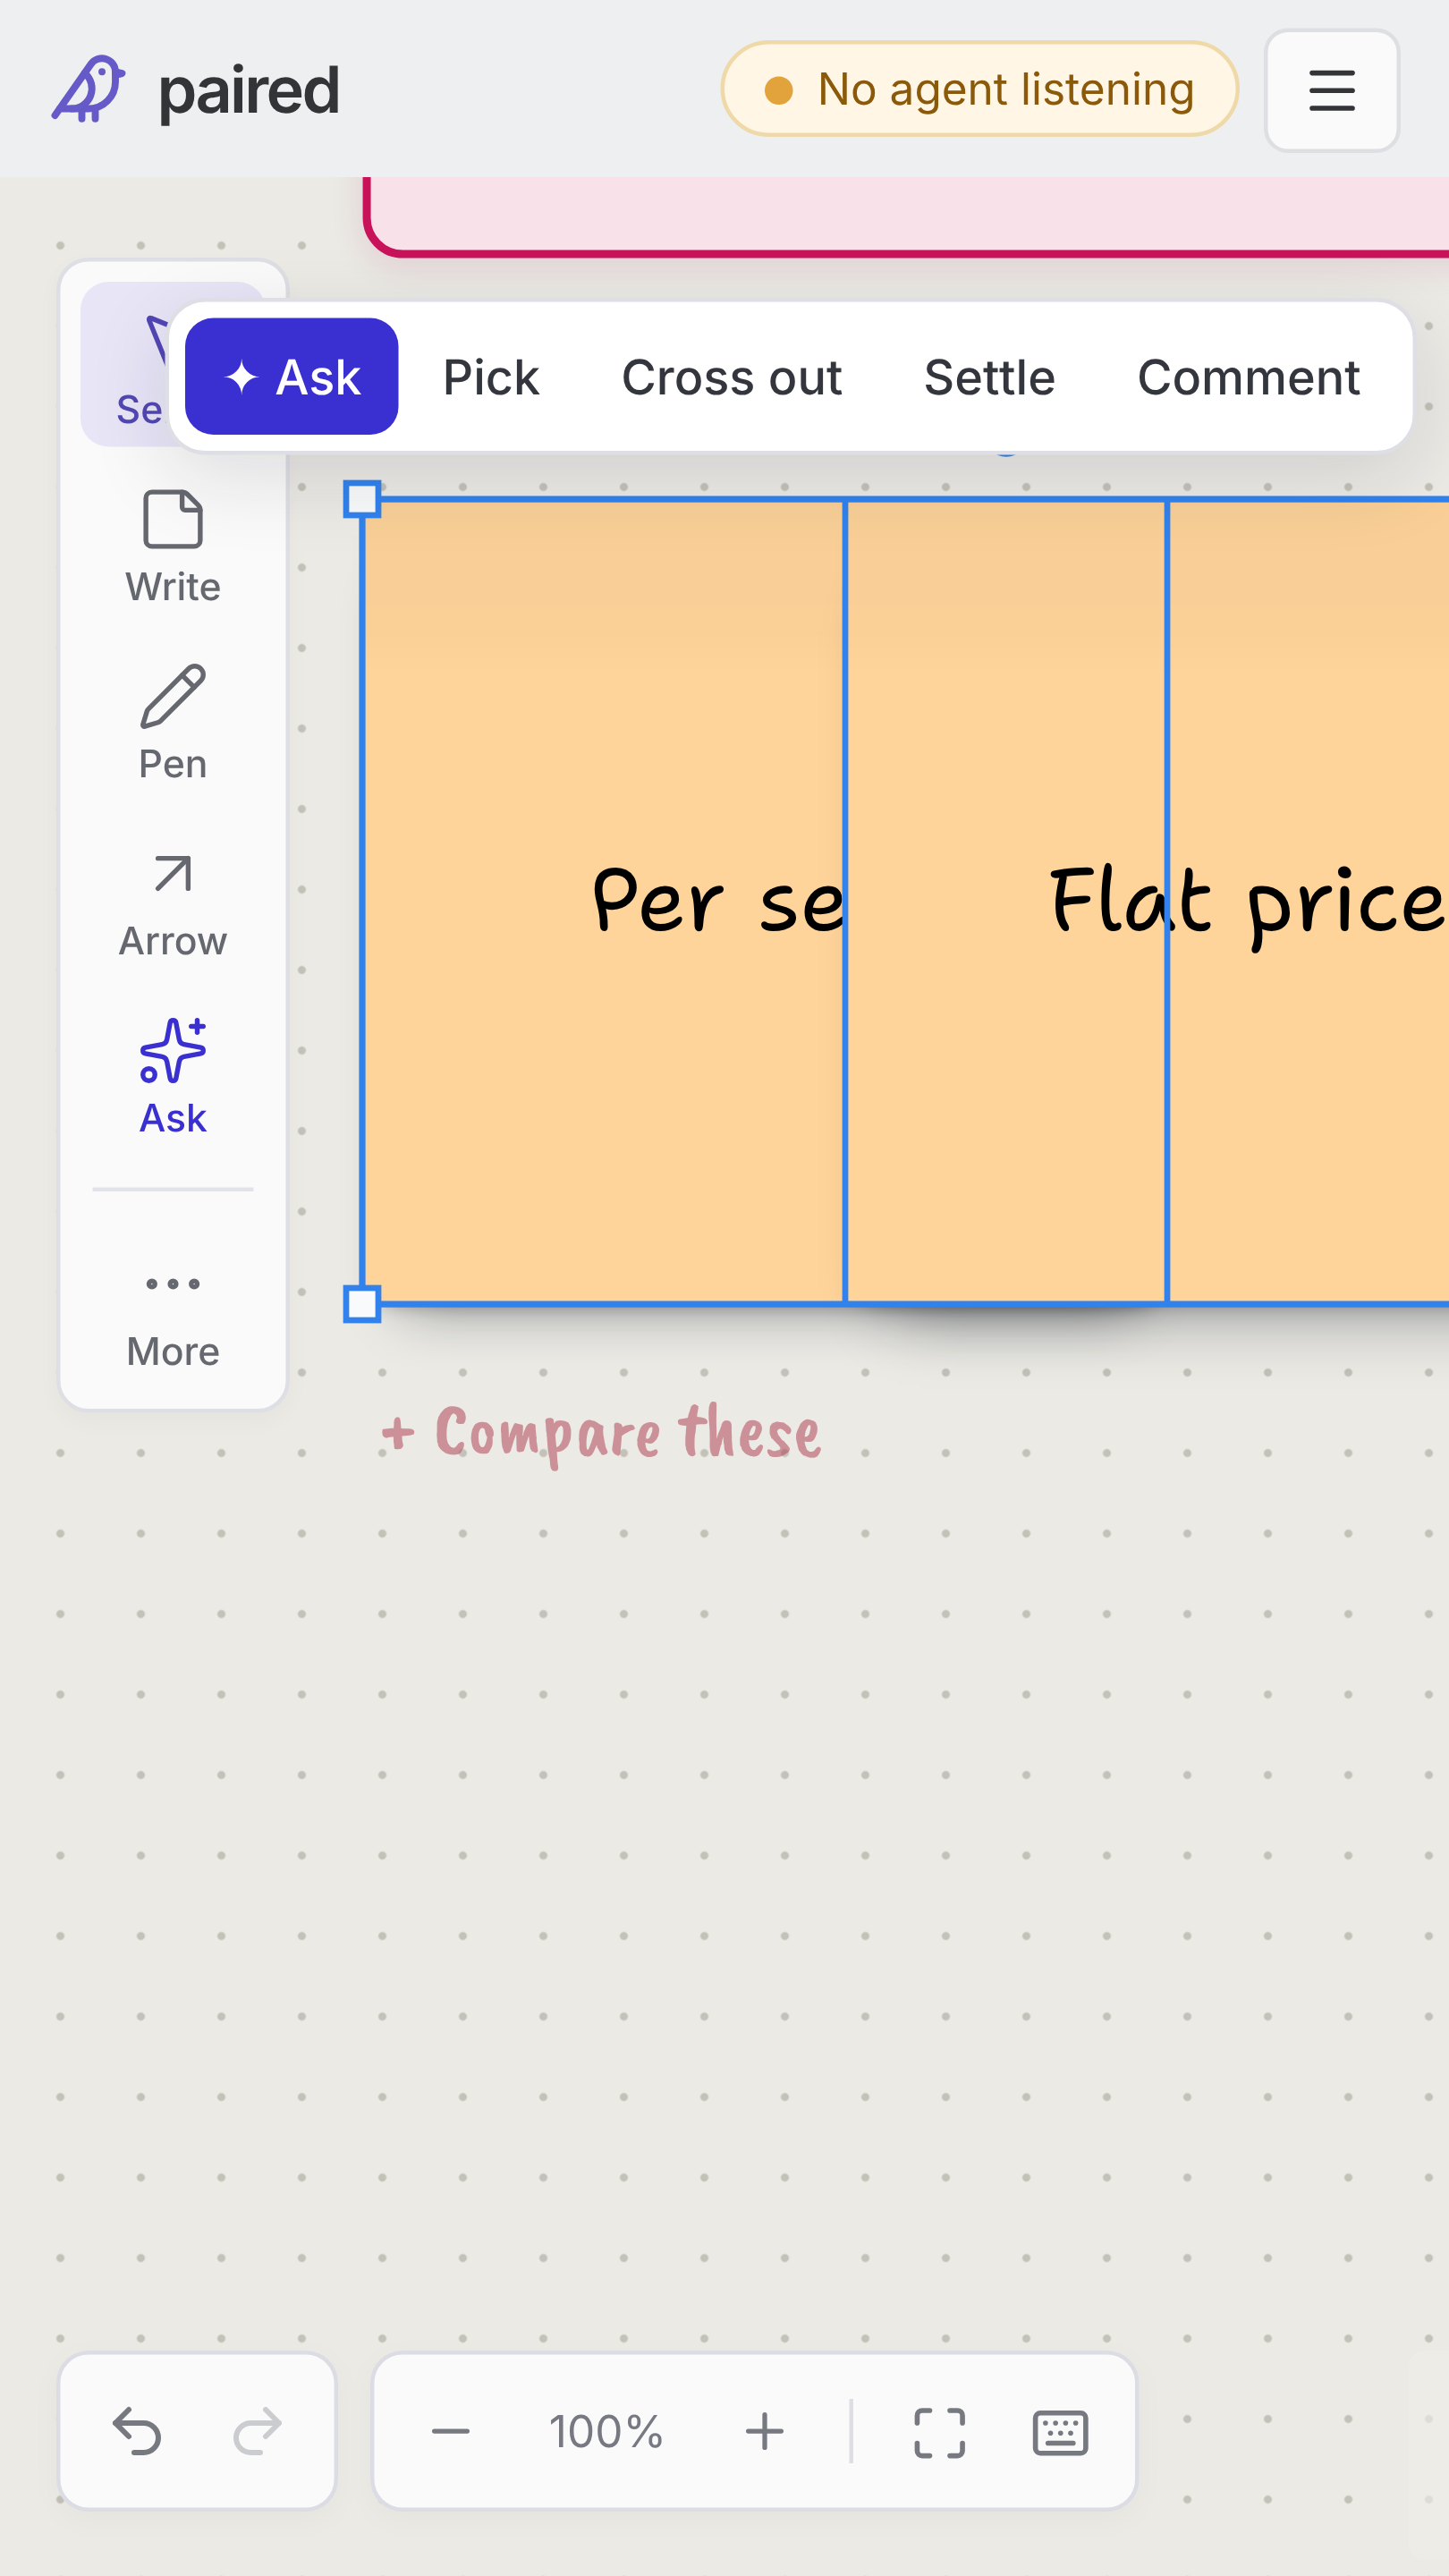 paired
No agent listening
✦ Ask Pick Cross out Settle Comment
Se
Write
Pen
Arrow
Ask
More
Per se
Flat price
+ Compare these
100%